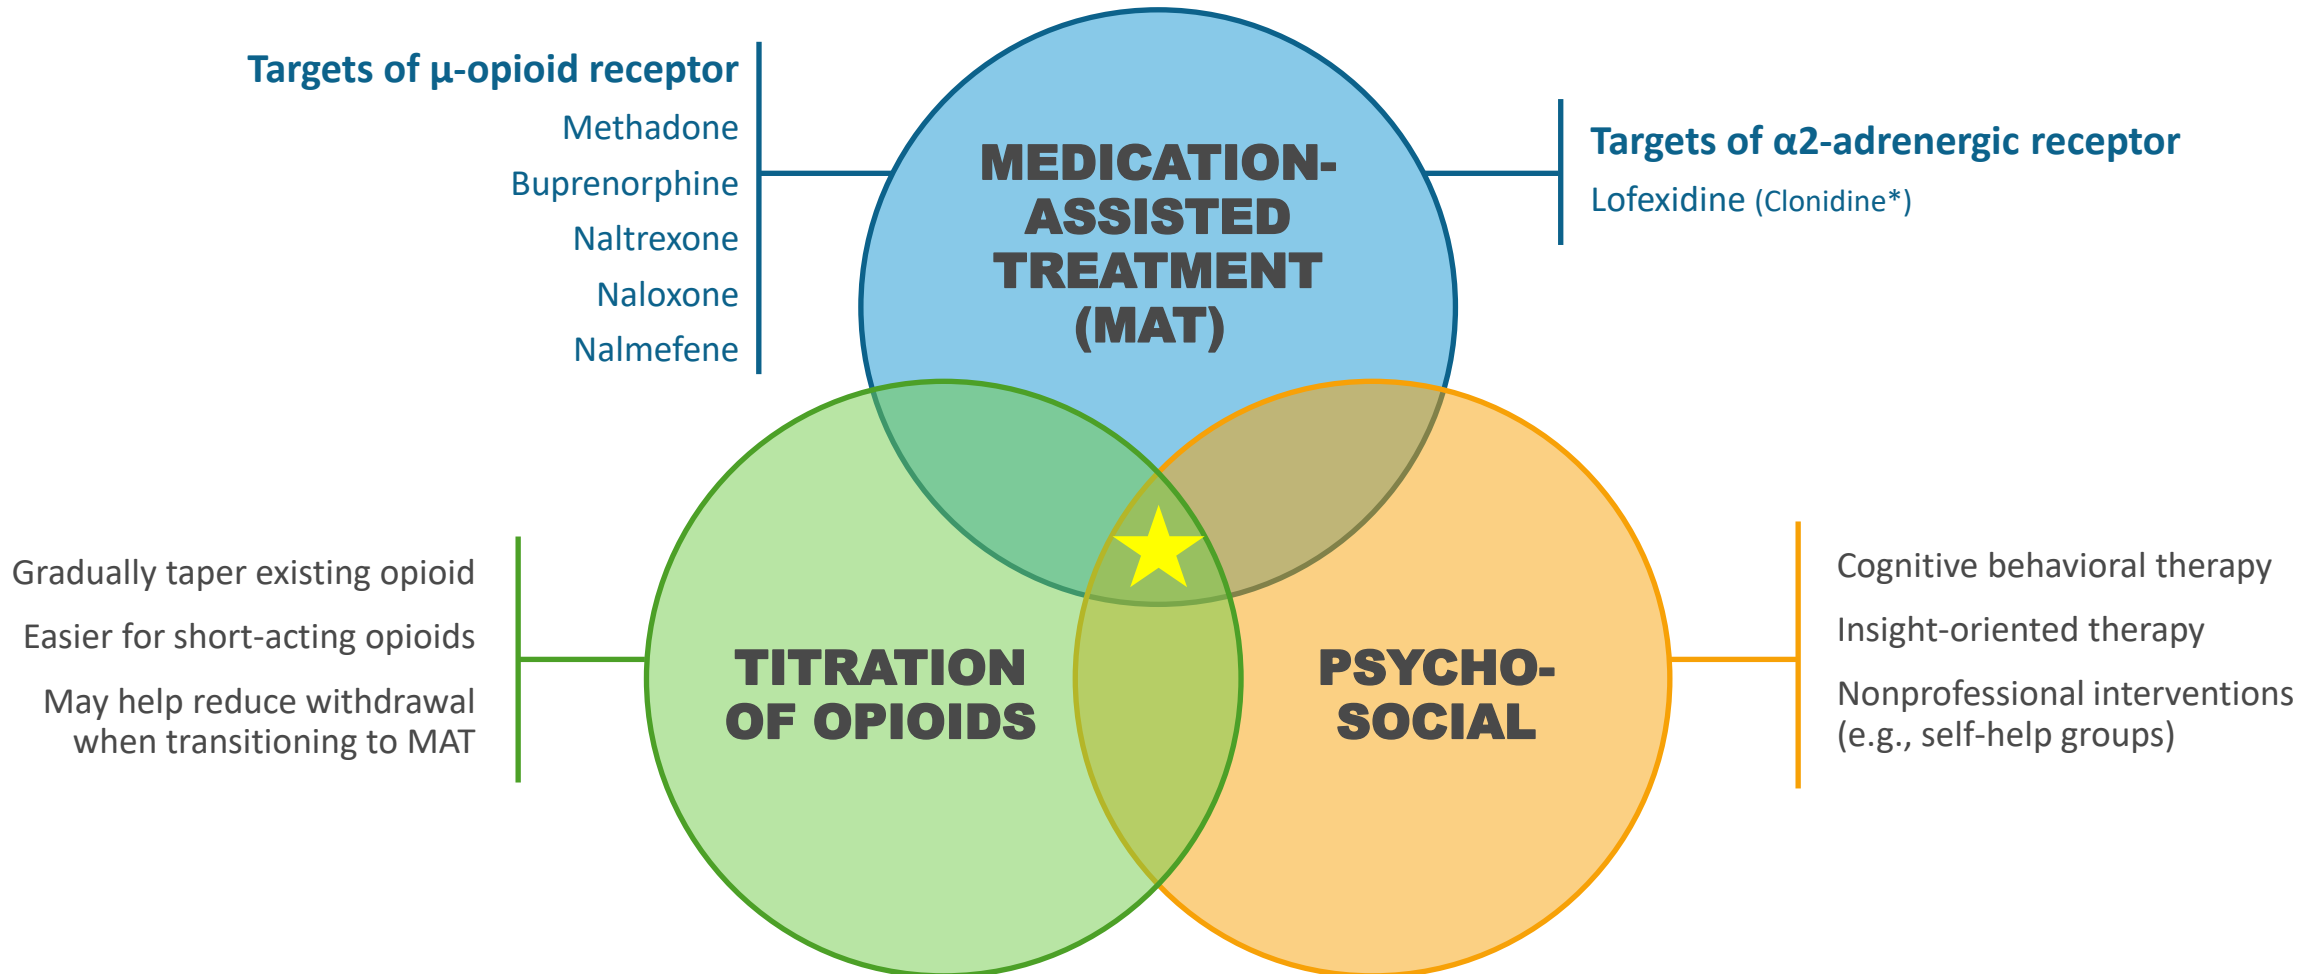 Targets of μ-opioid receptor
Methadone
Buprenorphine
Naltrexone
Naloxone
Nalmefene
MEDICATION-
ASSISTED
TREATMENT
(MAT)
Targets of α2-adrenergic receptor
Lofexidine (Clonidine*)
Gradually taper existing opioid
Easier for short-acting opioids
May help reduce withdrawal
when transitioning to MAT
TITRATION
OF OPIOIDS
PSYCHO-
SOCIAL
Cognitive behavioral therapy
Insight-oriented therapy
Nonprofessional interventions
(e.g., self-help groups)